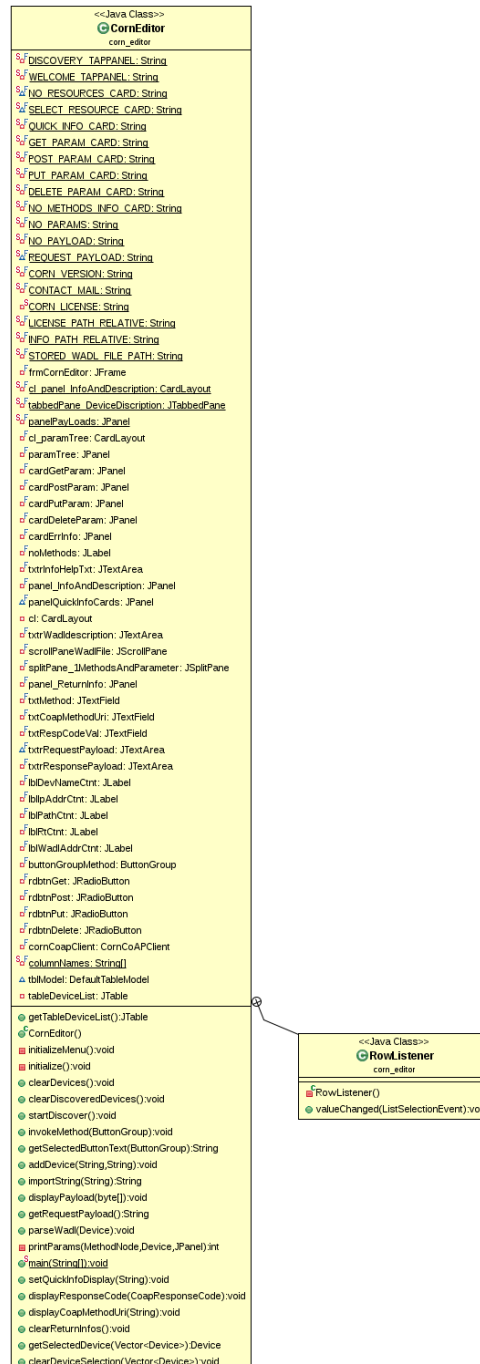 <<Java Class>>
CornEditor
corn_editor
DISCOVERY_TAPPANEL: String
WELCOME_TAPPANEL: String
NO_RESOURCES_CARD: String
SELECT_RESOURCE_CARD: String
QUICK_INFO_CARD: String
GET_PARAM_CARD: String
POST_PARAM_CARD: String
PUT_PARAM_CARD: String
DELETE_PARAM_CARD: String
NO_METHODS_INFO_CARD: String
NO_PARAMS: String
NO_PAYLOAD: String
REQUEST_PAYLOAD: String
CORN_VERSION: String
CONTACT_MAIL: String
CORN_LICENSE: String
LICENSE_PATH_RELATIVE: String
INFO_PATH_RELATIVE: String
STORED_WADL_FILE_PATH: String
frmCornEditor: JFrame
cl_panel_InfoAndDescription: CardLayout
tabbedPane_DeviceDiscription: JTabbedPane
panelPayLoads: JPanel
cl_paramTree: CardLayout
paramTree: JPanel
cardGetParam: JPanel
cardPostParam: JPanel
cardPutParam: JPanel
cardDeleteParam: JPanel
cardErrInfo: JPanel
noMethods: JLabel
txtrInfoHelpTxt: JTextArea
panel_InfoAndDescription: JPanel
panelQuickInfoCards: JPanel
cl: CardLayout
txtrWadldescription: JTextArea
scrollPaneWadlFile: JScrollPane
splitPane_1MethodsAndParameter: JSplitPane
panel_ReturnInfo: JPanel
txtMethod: JTextField
txtCoapMethodUri: JTextField
txtRespCodeVal: JTextField
txtrRequestPayload: JTextArea
txtrResponsePayload: JTextArea
lblDevNameCtnt: JLabel
lblIpAddrCtnt: JLabel
lblPathCtnt: JLabel
lblRtCtnt: JLabel
lblWadlAddrCtnt: JLabel
buttonGroupMethod: ButtonGroup
rdbtnGet: JRadioButton
rdbtnPost: JRadioButton
rdbtnPut: JRadioButton
rdbtnDelete: JRadioButton
cornCoapClient: CornCoAPClient
columnNames: String[]
tblModel: DefaultTableModel
tableDeviceList: JTable
getTableDeviceList():JTable
CornEditor()
initializeMenu():void
initialize():void
clearDevices():void
clearDiscoveredDevices():void
startDiscover():void
invokeMethod(ButtonGroup):void
getSelectedButtonText(ButtonGroup):String
addDevice(String,String):void
importString(String):String
displayPayload(byte[]):void
getRequestPayload():String
parseWadl(Device):void
printParams(MethodNode,Device,JPanel):int
main(String[]):void
setQuickInfoDisplay(String):void
displayResponseCode(CoapResponseCode):void
displayCoapMethodUri(String):void
clearReturnInfos():void
getSelectedDevice(Vector<Device>):Device
clearDeviceSelection(Vector<Device>):void
<<Java Class>>
RowListener
corn_editor
RowListener()
valueChanged(ListSelectionEvent):vo